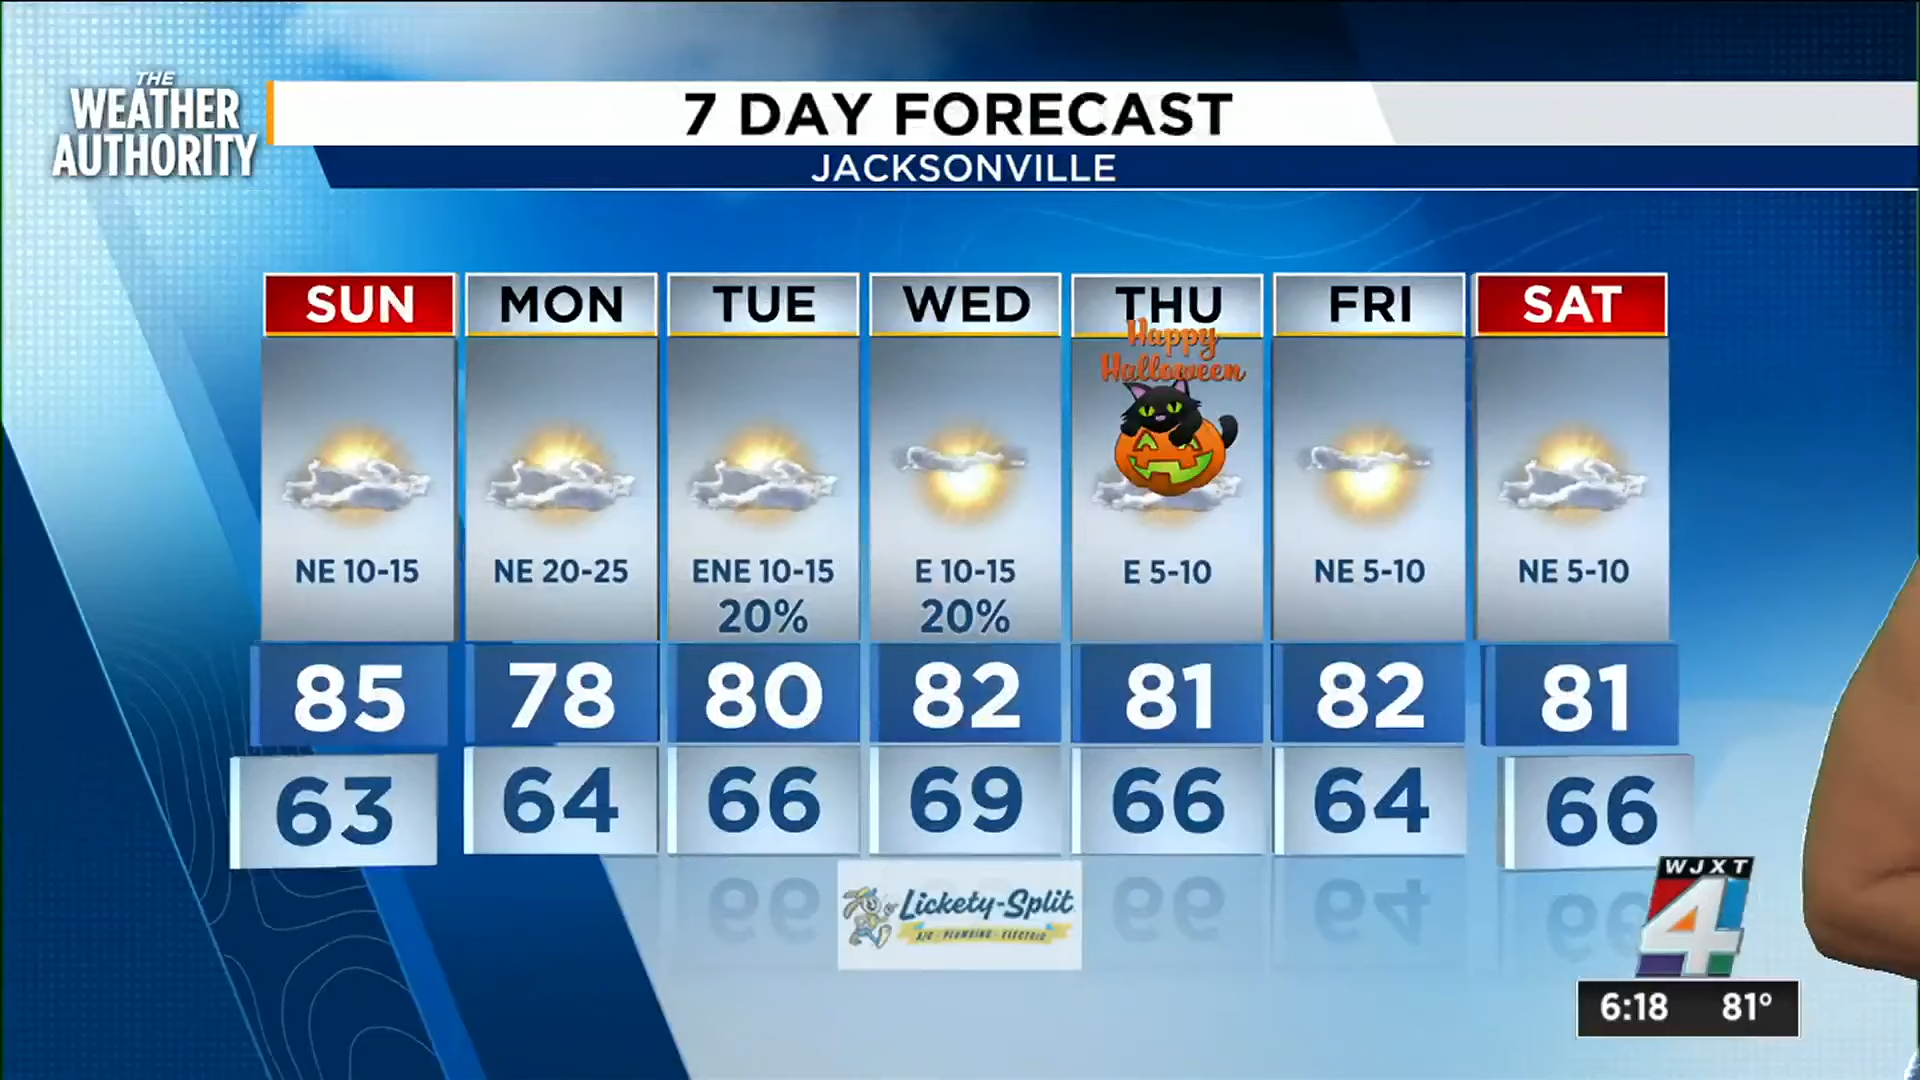 THE
WEATHER
AUTHORITY
7 DAY FORECAST
JACKSONVILLE
SUN MON TUE WED THU FRI SAT
Happy
Halloween
NE 10-15 NE 20-25 ENE 10-15 E 10-15 E 5-10 NE 5-10 NE 5-10
20% 20%
85 78 80 82 81 82 81
63 64 66 69 66 64 66
Lickety-Split
A/C · PLUMBING · ELECTRIC
WJXT
4
6:18 81°